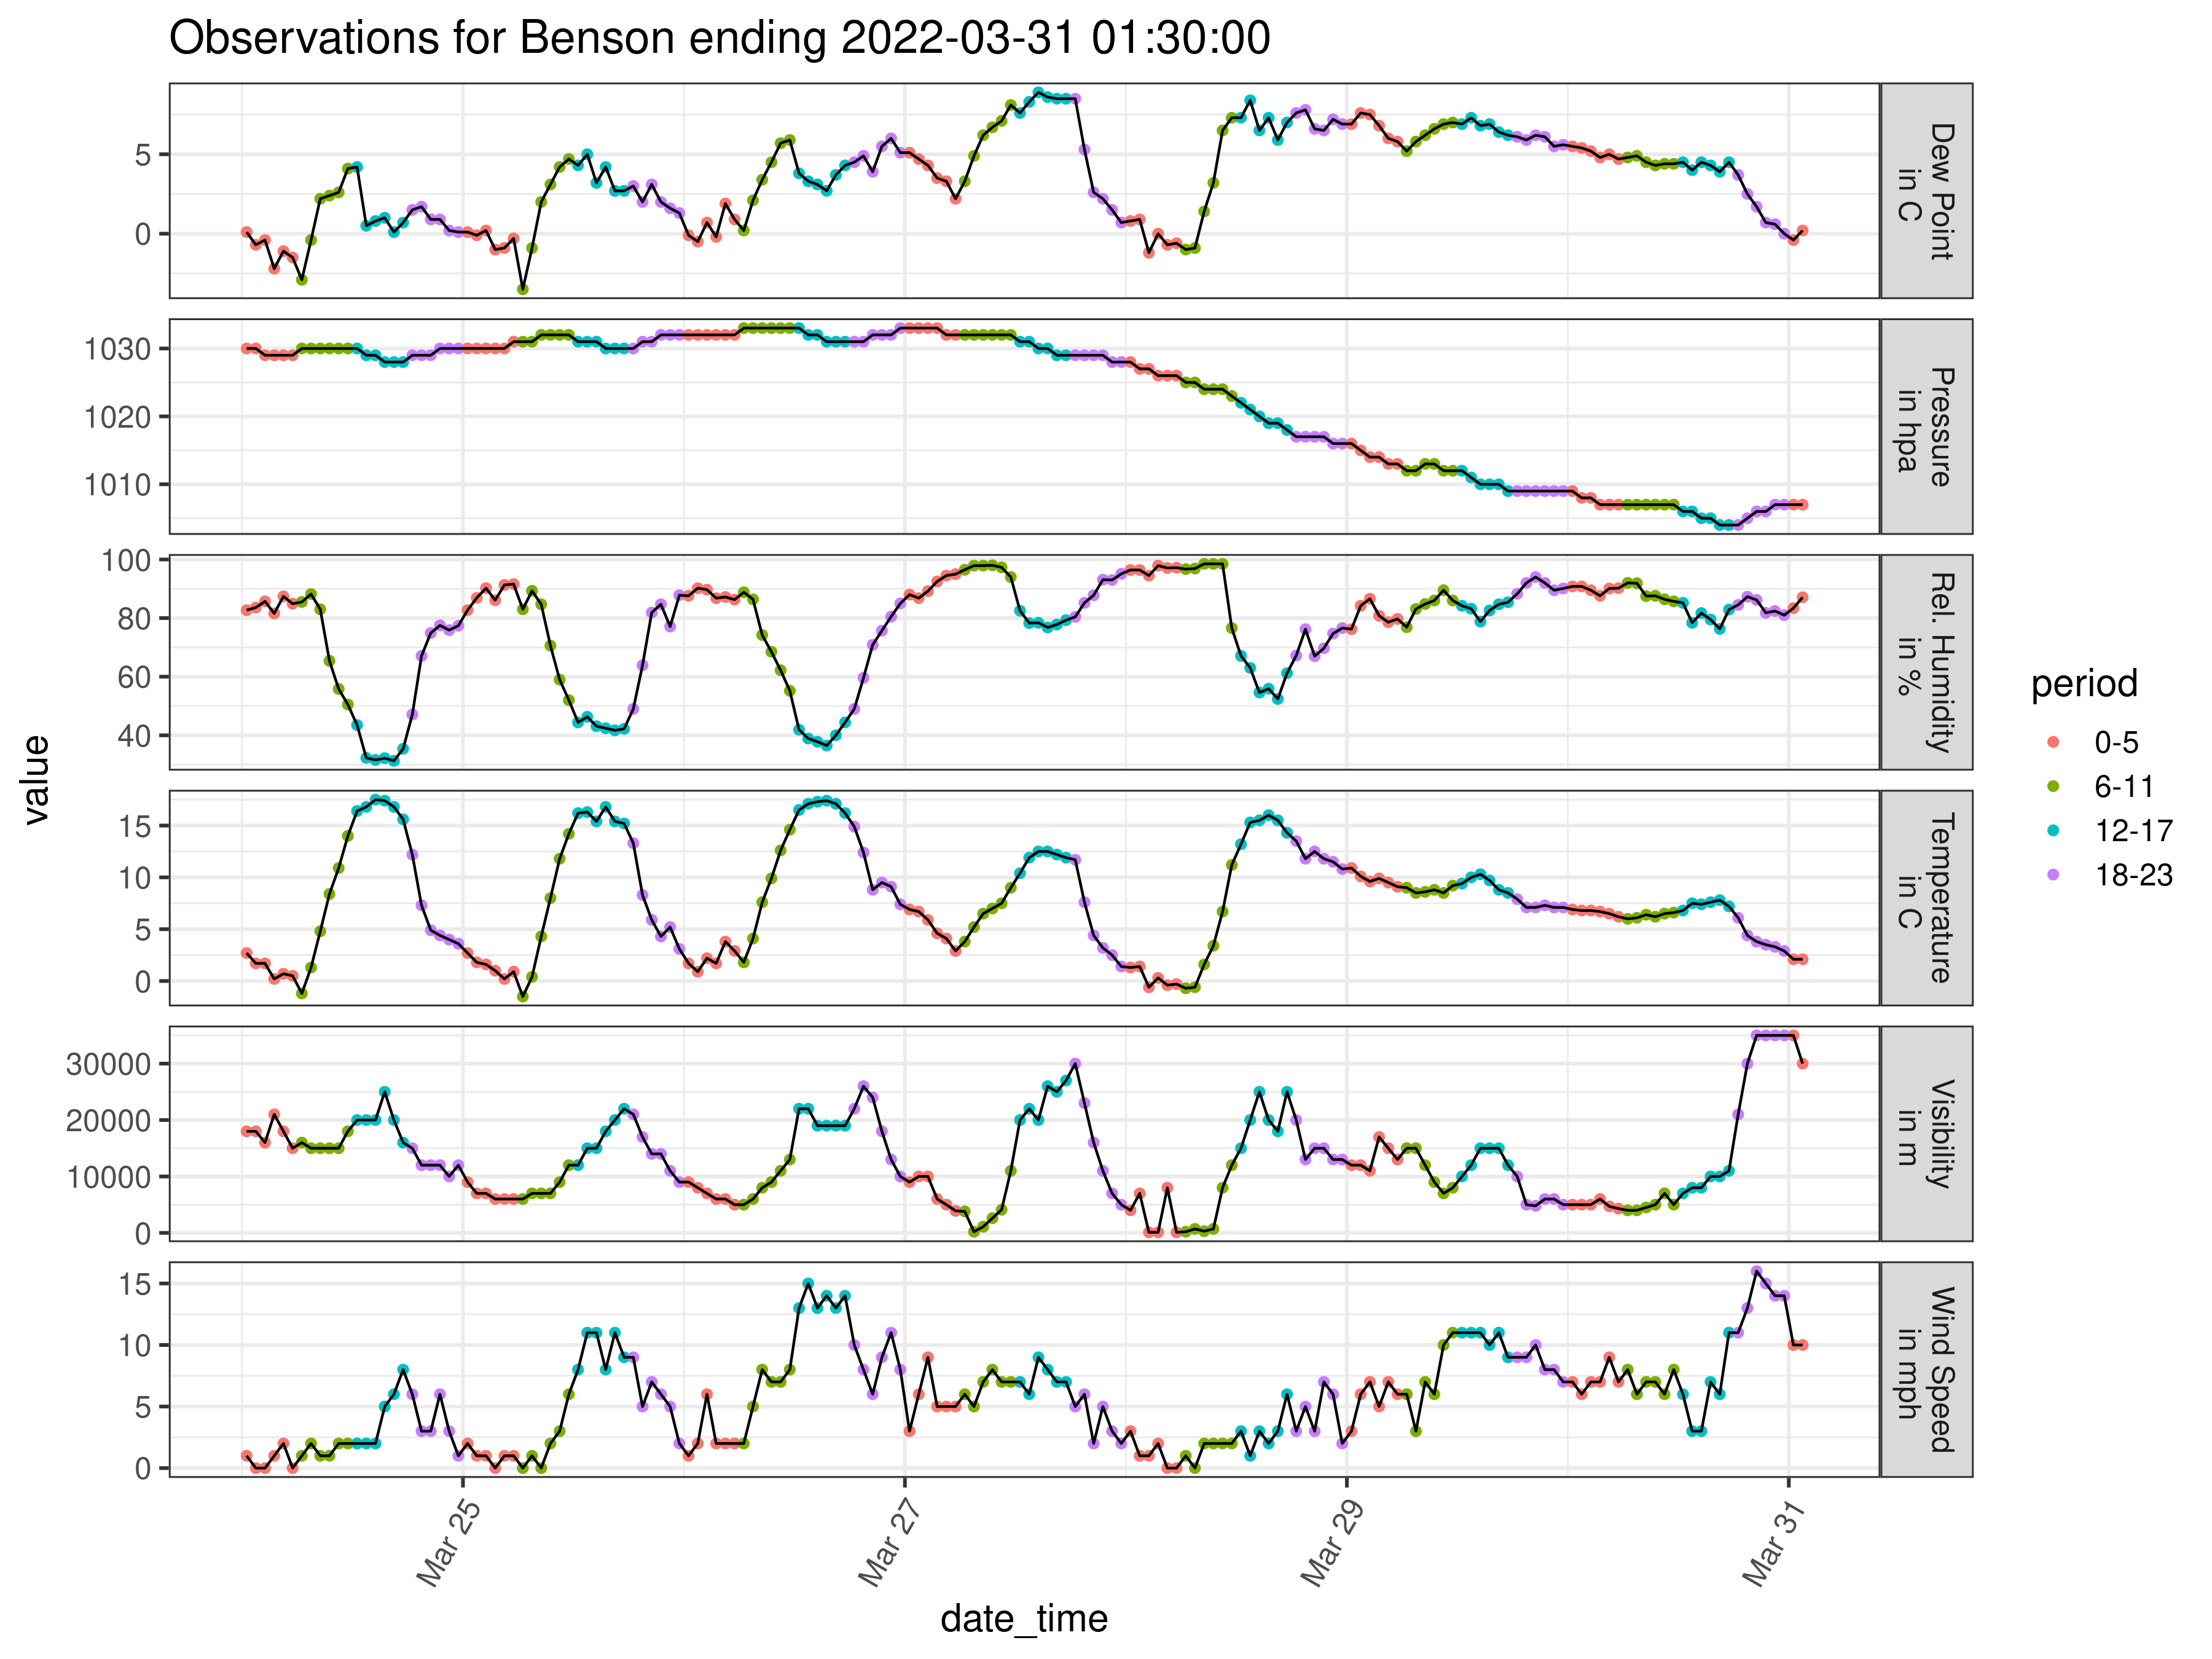 Observations for Benson ending 2022-03-31 01:30:00
value
5
0
Dew Point
in C
1030
1020
1010
Pressure
in hpa
100
80
60
40
Rel. Humidity
in %
15
10
5
0
Temperature
in C
30000
20000
10000
0
Visibility
in m
15
10
5
0
Wind Speed
in mph
Mar 25
Mar 27
Mar 29
Mar 31
date_time
period
0-5
6-11
12-17
18-23